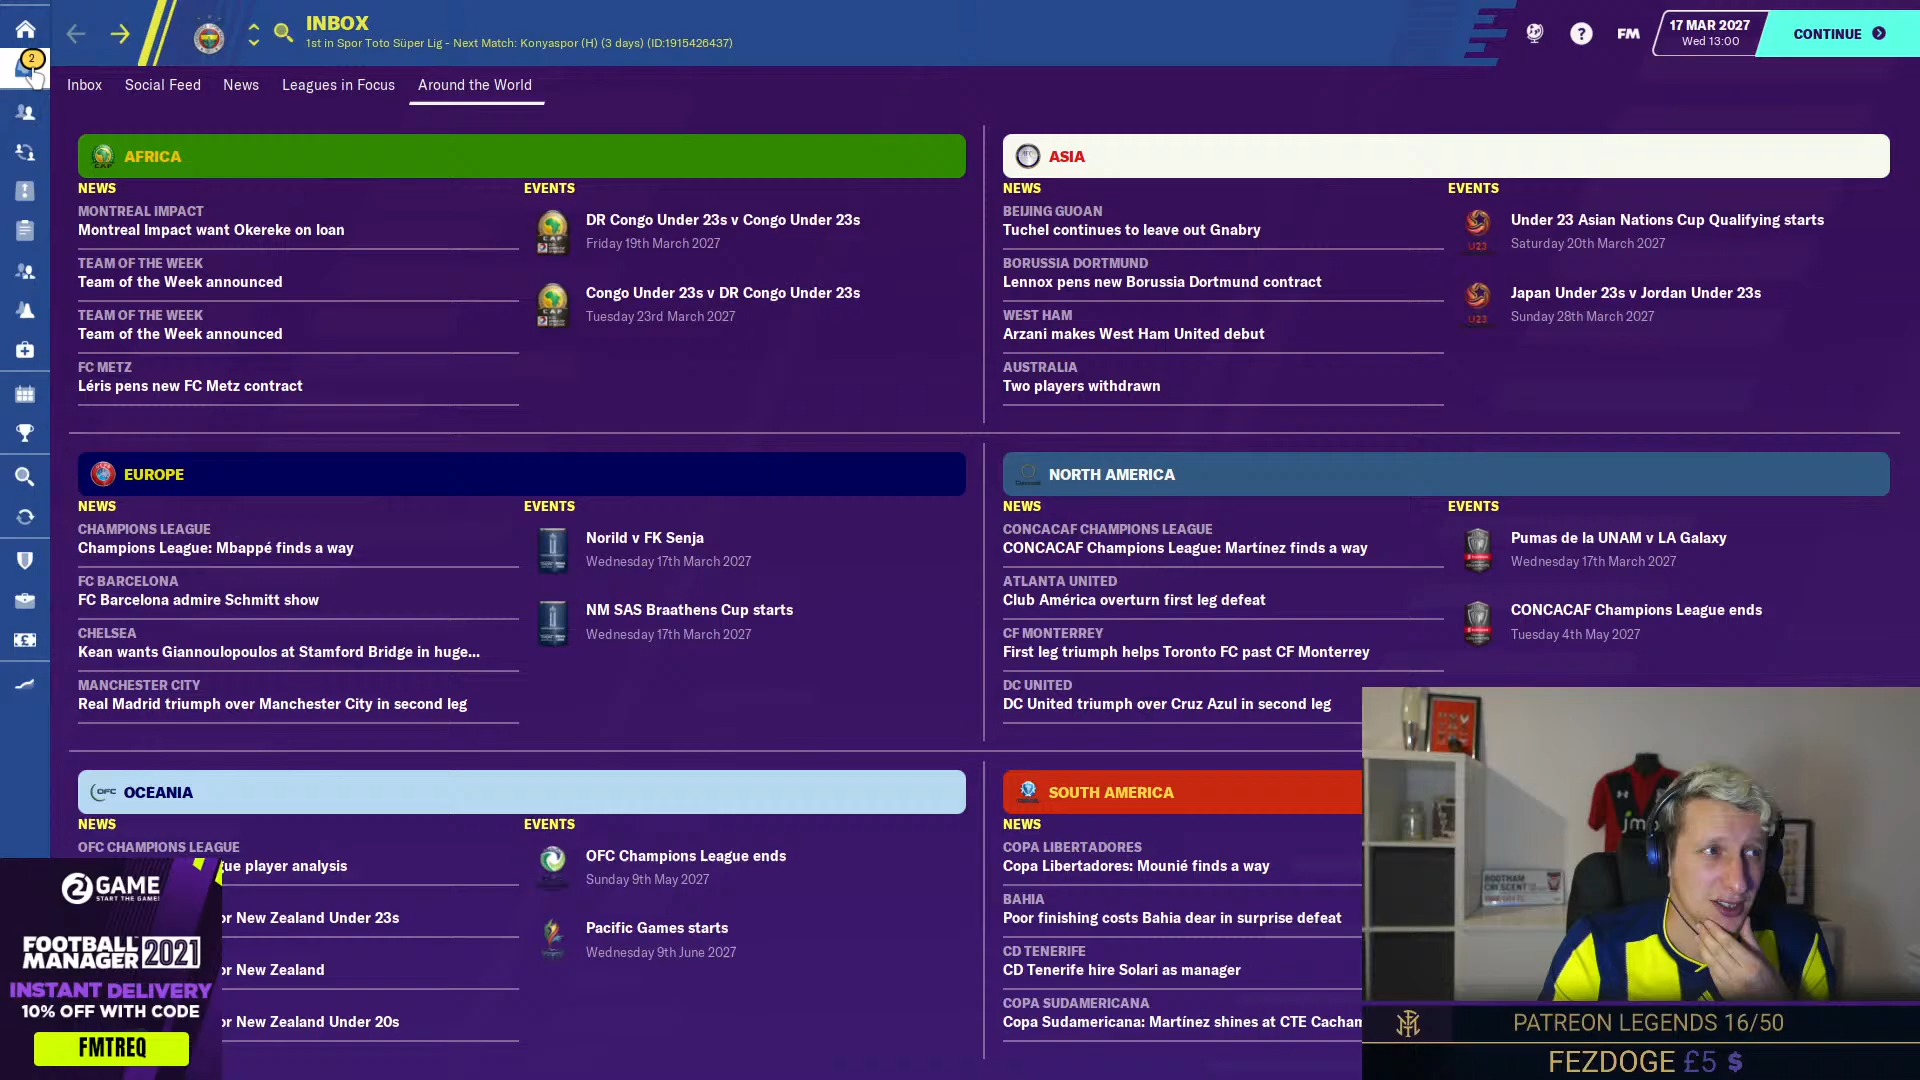 INBOX
1st in Spor Toto Süper Lig - Next Match: Konyaspor (H) (3 days) (ID:1915426437)
FM
17 MAR 2027
Wed 13:00
CONTINUE
2
Inbox
Social Feed
News
Leagues in Focus
Around the World
AFRICA
NEWS
MONTREAL IMPACT
Montreal Impact want Okereke on loan
TEAM OF THE WEEK
Team of the Week announced
TEAM OF THE WEEK
Team of the Week announced
FC METZ
Léris pens new FC Metz contract
EVENTS
DR Congo Under 23s v Congo Under 23s
Friday 19th March 2027
Congo Under 23s v DR Congo Under 23s
Tuesday 23rd March 2027
ASIA
NEWS
BEIJING GUOAN
Tuchel continues to leave out Gnabry
BORUSSIA DORTMUND
Lennox pens new Borussia Dortmund contract
WEST HAM
Arzani makes West Ham United debut
AUSTRALIA
Two players withdrawn
EVENTS
Under 23 Asian Nations Cup Qualifying starts
Saturday 20th March 2027
Japan Under 23s v Jordan Under 23s
Sunday 28th March 2027
EUROPE
NEWS
CHAMPIONS LEAGUE
Champions League: Mbappé finds a way
FC BARCELONA
FC Barcelona admire Schmitt show
CHELSEA
Kean wants Giannoulopoulos at Stamford Bridge in huge...
MANCHESTER CITY
Real Madrid triumph over Manchester City in second leg
EVENTS
Norild v FK Senja
Wednesday 17th March 2027
NM SAS Braathens Cup starts
Wednesday 17th March 2027
NORTH AMERICA
NEWS
CONCACAF CHAMPIONS LEAGUE
CONCACAF Champions League: Martínez finds a way
ATLANTA UNITED
Club América overturn first leg defeat
CF MONTERREY
First leg triumph helps Toronto FC past CF Monterrey
DC UNITED
DC United triumph over Cruz Azul in second leg
EVENTS
Pumas de la UNAM v LA Galaxy
Wednesday 17th March 2027
CONCACAF Champions League ends
Tuesday 4th May 2027
OFC
OCEANIA
NEWS
OFC CHAMPIONS LEAGUE
gue player analysis
or New Zealand Under 23s
or New Zealand
or New Zealand Under 20s
EVENTS
OFC Champions League ends
Sunday 9th May 2027
Pacific Games starts
Wednesday 9th June 2027
SOUTH AMERICA
NEWS
COPA LIBERTADORES
Copa Libertadores: Mounié finds a way
BAHIA
Poor finishing costs Bahia dear in surprise defeat
CD TENERIFE
CD Tenerife hire Solari as manager
COPA SUDAMERICANA
Copa Sudamericana: Martínez shines at CTE Cacham
2 GAME
START THE GAME!
FOOTBALL
MANAGER 2021
INSTANT DELIVERY
10% OFF WITH CODE
FMTREQ
BOOTHAM
CRESCENT
PATREON LEGENDS 16/50
FEZDOGE £5 $